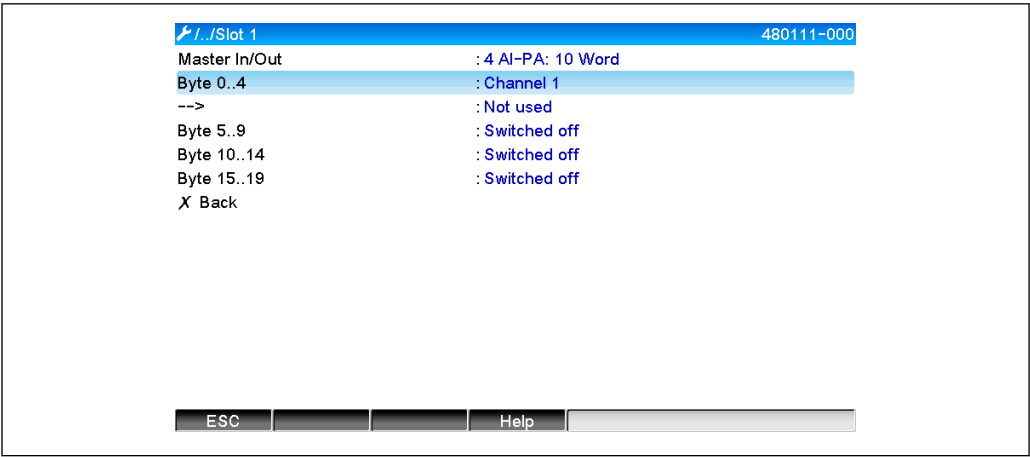 /../Slot 1 480111-000
Master In/Out : 4 AI-PA: 10 Word
Byte 0..4 : Channel 1
--> : Not used
Byte 5..9 : Switched off
Byte 10..14 : Switched off
Byte 15..19 : Switched off
X Back
ESC Help